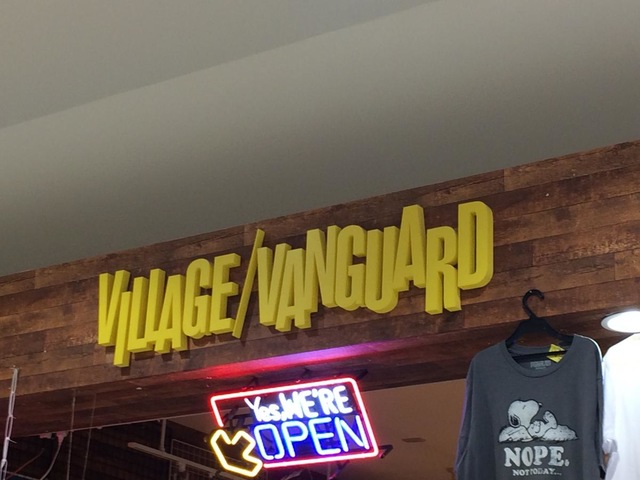 VILLAGE/VANGUARD
Yes, WE'RE
OPEN
NOPE.
NOT TODAY...